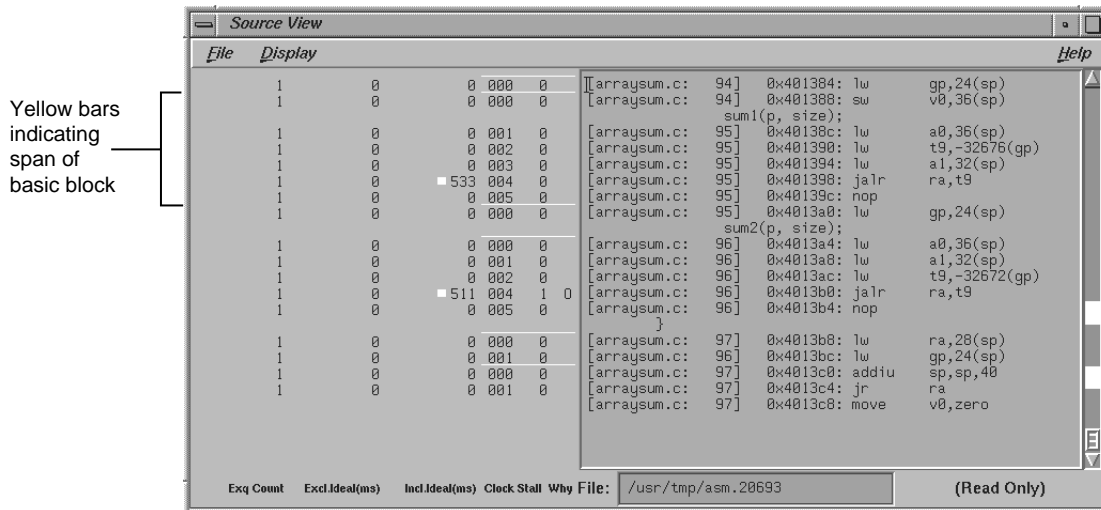 Source View
File Display Help
Yellow bars
indicating
span of
basic block
1 0 0 000 0 [arraysum.c: 94] 0x401384: lw gp,24(sp)
1 0 0 000 0 [arraysum.c: 94] 0x401388: sw v0,36(sp)
sum1(p, size);
1 0 0 001 0 [arraysum.c: 95] 0x40138c: lw a0,36(sp)
1 0 0 002 0 [arraysum.c: 95] 0x401390: lw t9,-32676(gp)
1 0 0 003 0 [arraysum.c: 95] 0x401394: lw a1,32(sp)
1 0 533 004 0 [arraysum.c: 95] 0x401398: jalr ra,t9
1 0 0 005 0 [arraysum.c: 95] 0x40139c: nop
1 0 0 000 0 [arraysum.c: 95] 0x4013a0: lw gp,24(sp)
sum2(p, size);
1 0 0 000 0 [arraysum.c: 96] 0x4013a4: lw a0,36(sp)
1 0 0 001 0 [arraysum.c: 96] 0x4013a8: lw a1,32(sp)
1 0 0 002 0 [arraysum.c: 96] 0x4013ac: lw t9,-32672(gp)
1 0 511 004 1 O [arraysum.c: 96] 0x4013b0: jalr ra,t9
1 0 0 005 0 [arraysum.c: 96] 0x4013b4: nop
}
1 0 0 000 0 [arraysum.c: 97] 0x4013b8: lw ra,28(sp)
1 0 0 001 0 [arraysum.c: 96] 0x4013bc: lw gp,24(sp)
1 0 0 000 0 [arraysum.c: 97] 0x4013c0: addiu sp,sp,40
1 0 0 001 0 [arraysum.c: 97] 0x4013c4: jr ra
[arraysum.c: 97] 0x4013c8: move v0,zero
Exq Count Excl.Ideal(ms) Incl.Ideal(ms) Clock Stall Why File: /usr/tmp/asm.20693 (Read Only)